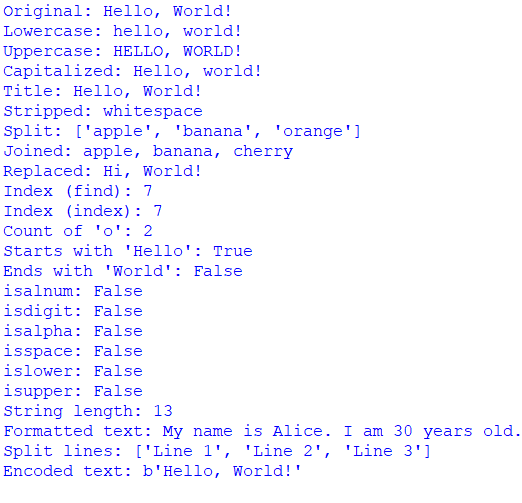 Original: Hello, World!
Lowercase: hello, world!
Uppercase: HELLO, WORLD!
Capitalized: Hello, world!
Title: Hello, World!
Stripped: whitespace
Split: ['apple', 'banana', 'orange']
Joined: apple, banana, cherry
Replaced: Hi, World!
Index (find): 7
Index (index): 7
Count of 'o': 2
Starts with 'Hello': True
Ends with 'World': False
isalnum: False
isdigit: False
isalpha: False
isspace: False
islower: False
isupper: False
String length: 13
Formatted text: My name is Alice. I am 30 years old.
Split lines: ['Line 1', 'Line 2', 'Line 3']
Encoded text: b'Hello, World!'